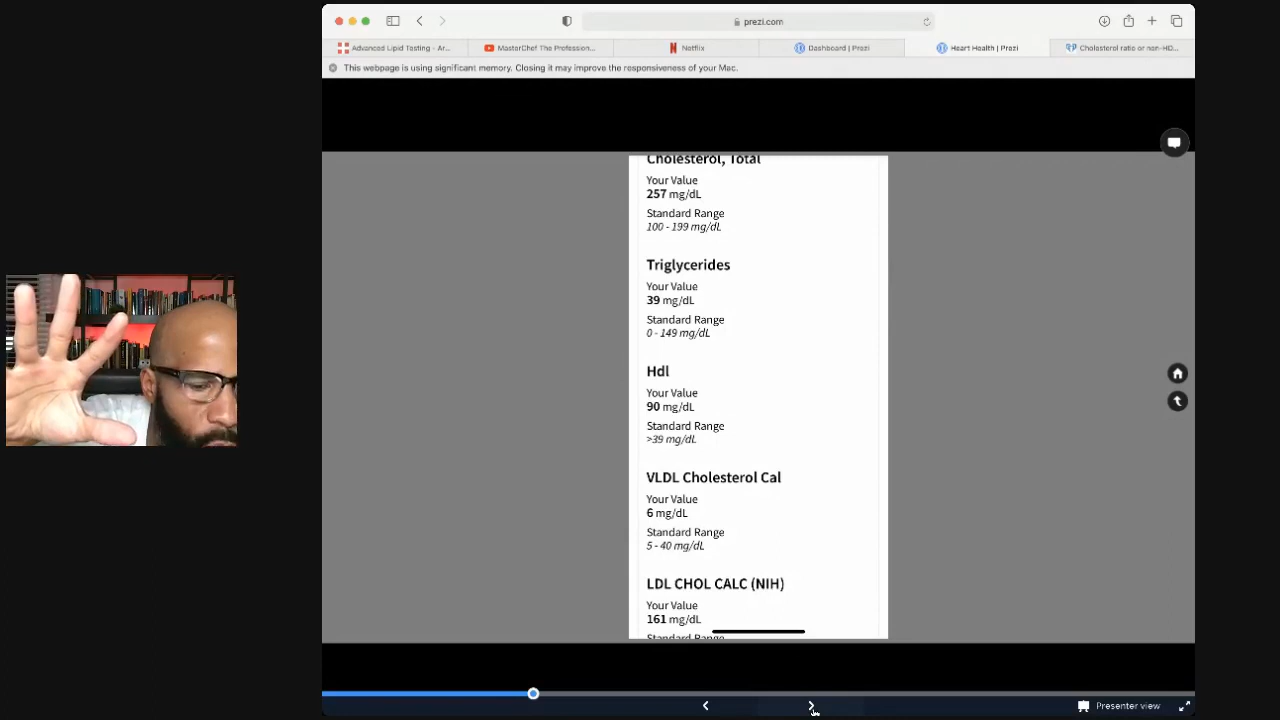 prezi.com
Advanced Lipid Testing - Ar...
MasterChef The Profession...
Netflix
Dashboard | Prezi
Heart Health | Prezi
Cholesterol ratio or non-HD...
This webpage is using significant memory. Closing it may improve the responsiveness of your Mac.
Cholesterol, Total
Your Value
257 mg/dL
Standard Range
100 - 199 mg/dL
Triglycerides
Your Value
39 mg/dL
Standard Range
0 - 149 mg/dL
Hdl
Your Value
90 mg/dL
Standard Range
>39 mg/dL
VLDL Cholesterol Cal
Your Value
6 mg/dL
Standard Range
5 - 40 mg/dL
LDL CHOL CALC (NIH)
Your Value
161 mg/dL
Standard Range
Presenter view